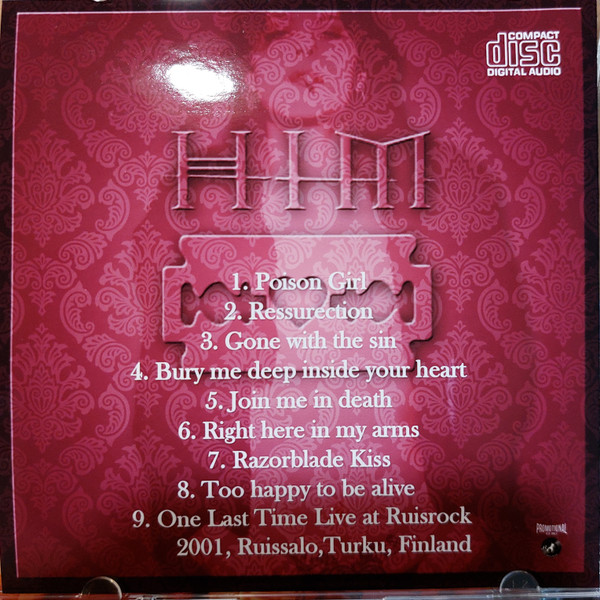 COMPACT
disc
DIGITAL AUDIO
HIM
1. Poison Girl
2. Ressurection
3. Gone with the sin
4. Bury me deep inside your heart
5. Join me in death
6. Right here in my arms
7. Razorblade Kiss
8. Too happy to be alive
9. One Last Time Live at Ruisrock
2001, Ruissalo,Turku, Finland
PROMOTIONAL